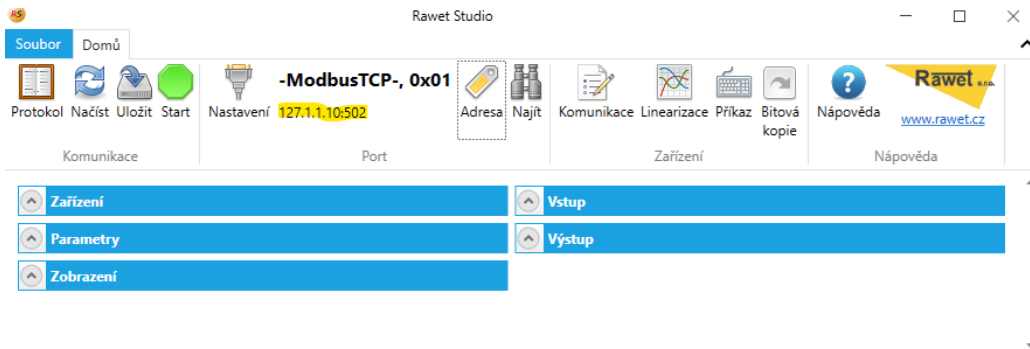 RS
Rawet Studio
Soubor Domů
Protokol Načíst Uložit Start
Komunikace
Nastavení
-ModbusTCP-, 0x01
127.1.1.10:502
Adresa Najít
Port
Komunikace Linearizace Příkaz Bitová
kopie
Zařízení
? Nápověda
Rawet s.r.o.
www.rawet.cz
Nápověda
Zařízení
Vstup
Parametry
Výstup
Zobrazení